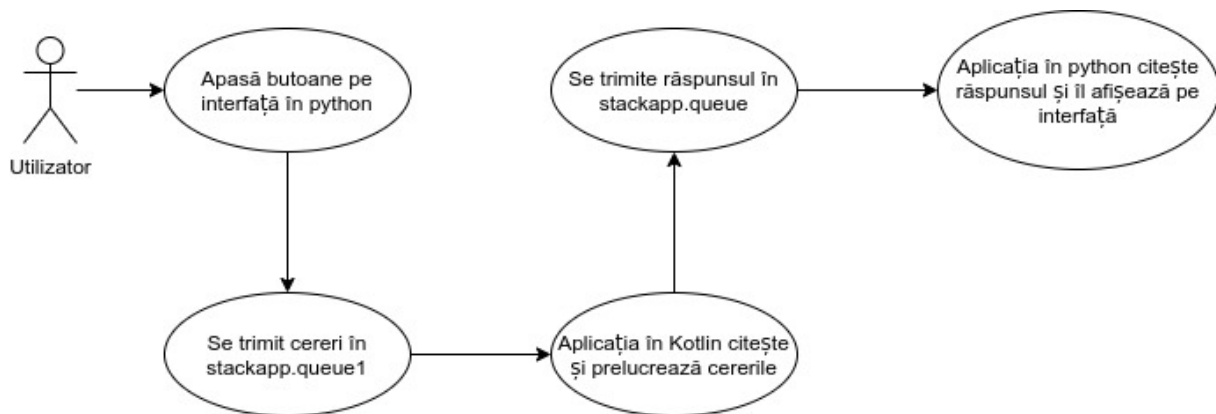 Utilizator
Apasă butoane pe
interfață în python
Se trimit cereri în
stackapp.queue1
Aplicația în Kotlin citește
și prelucrează cererile
Se trimite răspunsul în
stackapp.queue
Aplicația în python citește
răspunsul și îl afișează pe
interfață